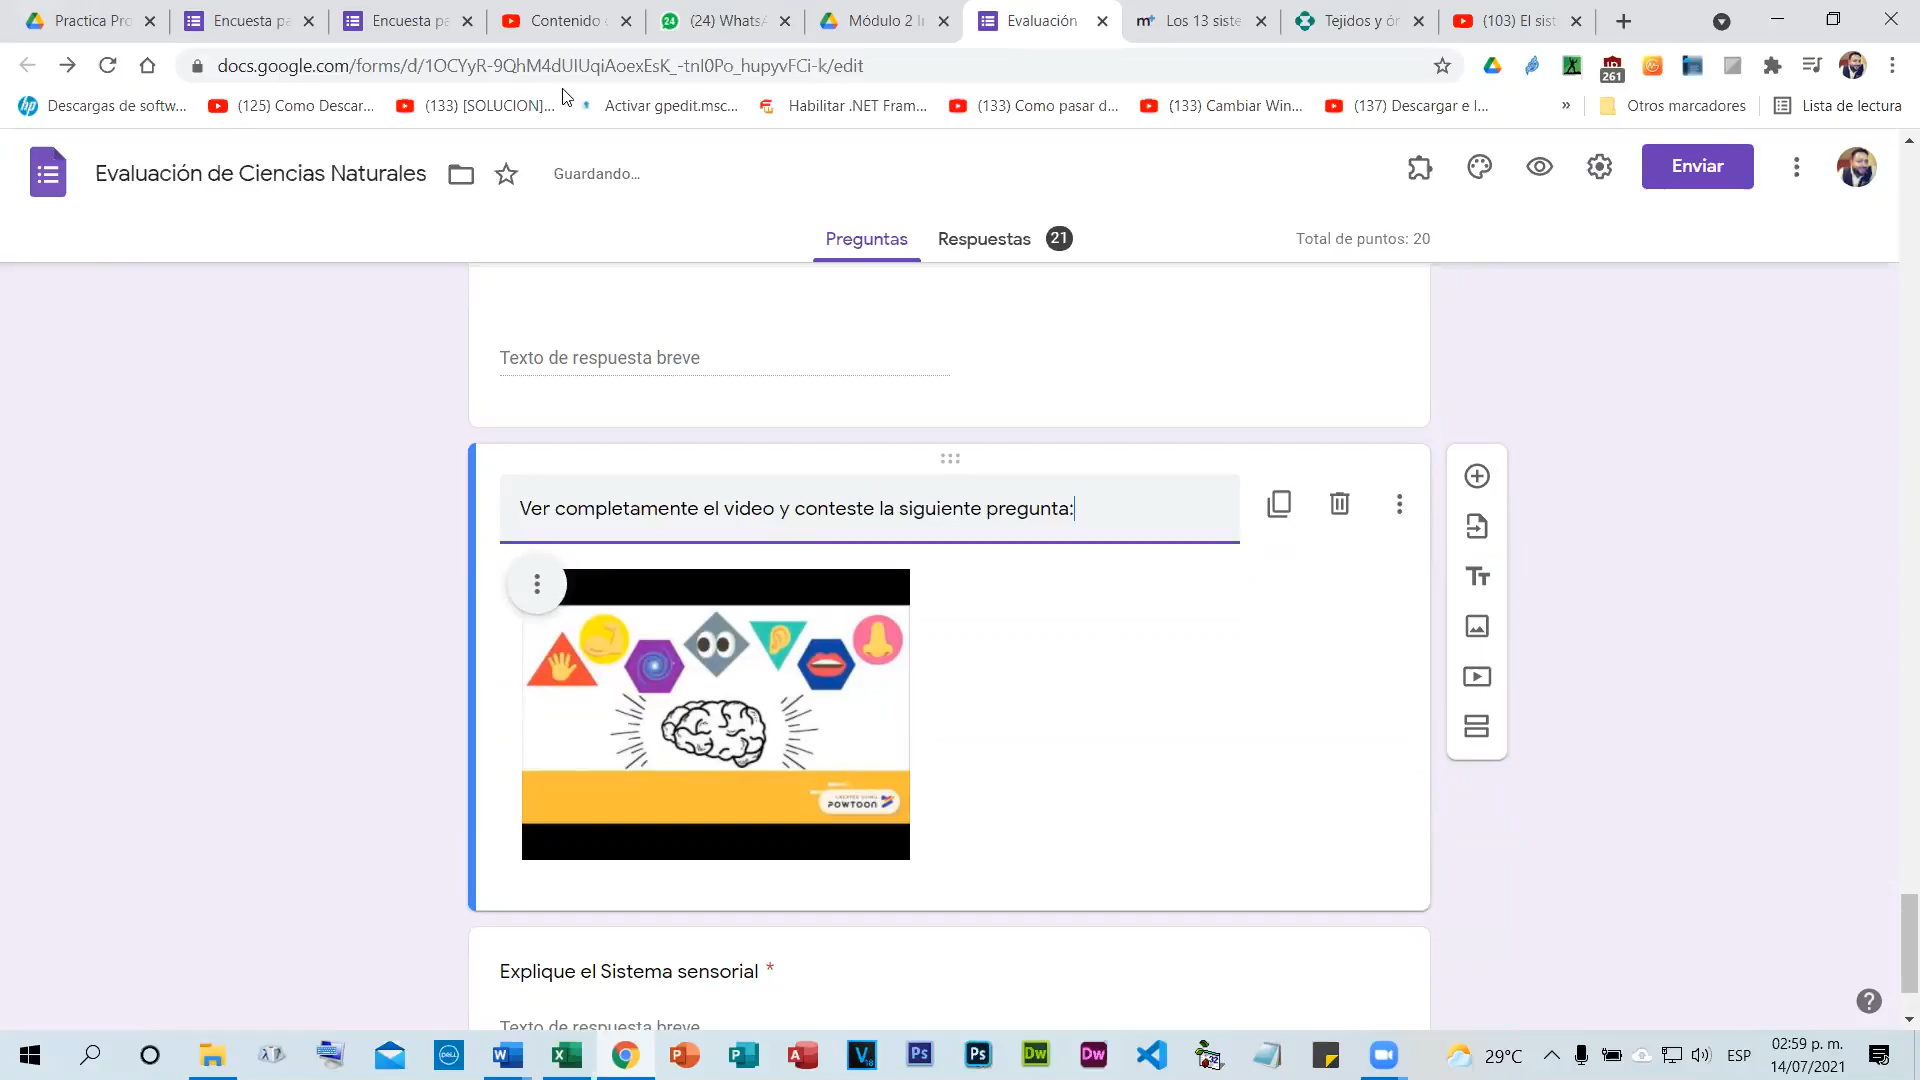 Practica Pro
Encuesta pa
Encuesta pa
Contenido
(24) WhatsA
Módulo 2 I
Evaluación
Los 13 siste
Tejidos y ór
(103) El sist
docs.google.com/forms/d/1OCYyR-9QhM4dUIUqiAoexEsK_-tnI0Po_hupyvFCi-k/edit
261
Descargas de softw...
(125) Como Descar...
(133) [SOLUCION]...
Activar gpedit.msc...
Habilitar .NET Fram...
(133) Como pasar d...
(133) Cambiar Win...
(137) Descargar e I...
»
Otros marcadores
Lista de lectura
Evaluación de Ciencias Naturales
Guardando...
Enviar
Preguntas
Respuestas
21
Total de puntos: 20
Texto de respuesta breve
Ver completamente el video y conteste la siguiente pregunta:
CREATED USING
POWTOON
Explique el Sistema sensorial *
Texto de respuesta breve
29°C
ESP
02:59 p. m.
14/07/2021